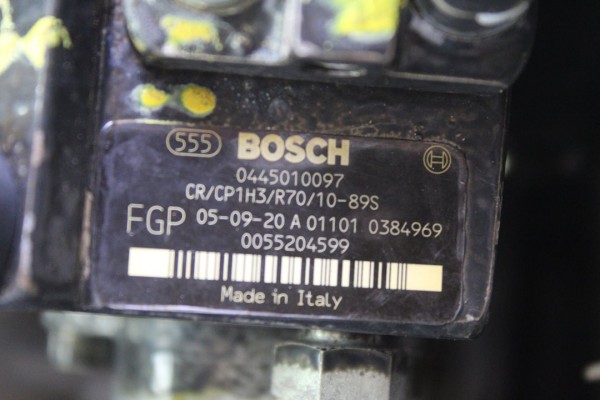 555 BOSCH
0445010097
CR/CP1H3/R70/10-89S
FGP 05-09-20 A 01101 0384969
0055204599
Made in Italy